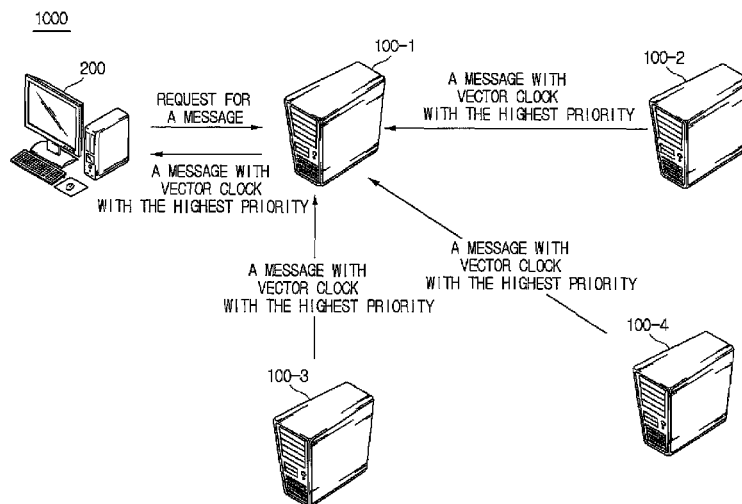 1000
200
100-1
100-2
REQUEST FOR
A MESSAGE
A MESSAGE WITH
VECTOR CLOCK
WITH THE HIGHEST PRIORITY
A MESSAGE WITH
VECTOR CLOCK
WITH THE HIGHEST PRIORITY
A MESSAGE WITH
VECTOR CLOCK
WITH THE HIGHEST PRIORITY
A MESSAGE WITH
VECTOR CLOCK
WITH THE HIGHEST PRIORITY
100-3
100-4